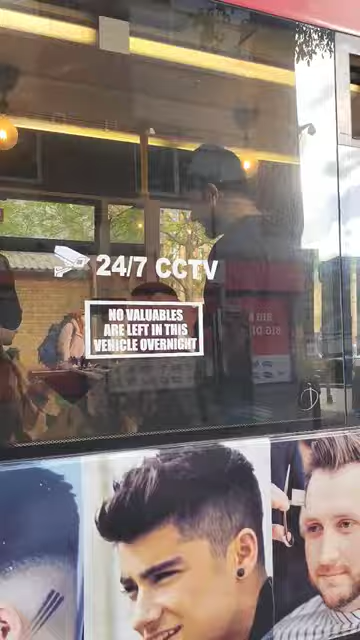 24/7 CCTV
NO VALUABLES
ARE LEFT IN THIS
VEHICLE OVERNIGHT